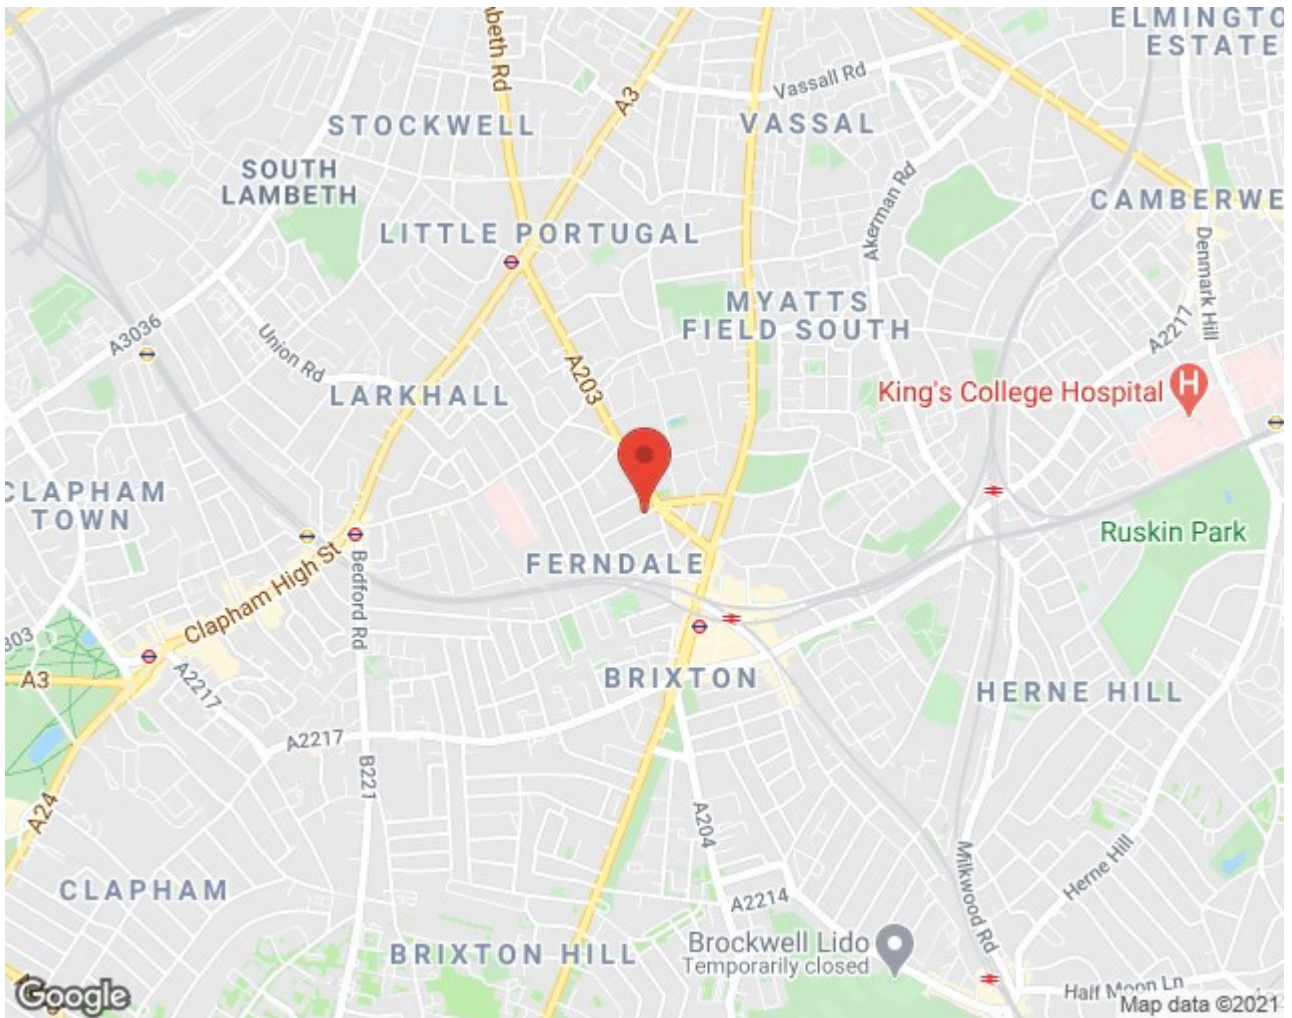 ELMINGTO
ESTATE
beth Rd
A3
Vassall Rd
STOCKWELL
VASSAL
SOUTH
LAMBETH
Akerman Rd
CAMBERWE
LITTLE PORTUGAL
Denmark Hill
MYATTS
FIELD SOUTH
A3036
Union Rd
A2217
A203
LARKHALL
King's College Hospital
H
CLAPHAM
TOWN
Ruskin Park
FERNDALE
Clapham High St
Bedford Rd
303
A3
A2217
BRIXTON
HERNE HILL
A2217
B221
A24
A204
Milkwood Rd
Herne Hill
CLAPHAM
A2214
BRIXTON HILL
Brockwell Lido
Temporarily closed
Half Moon Ln
Google
Map data ©2021